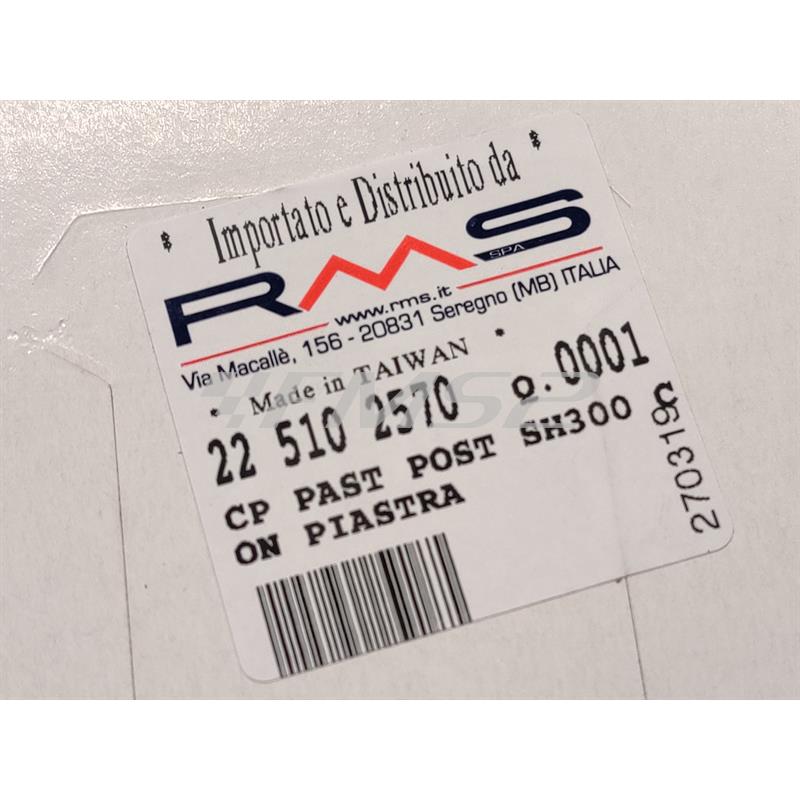 * Importato e Distribuito da *
RMS
SPA
www.rms.it
Via Macallè, 156 - 20831 Seregno (MB) ITALIA
* Made in TAIWAN *
22 510 2570 Q.0001
CP PAST POST SH300 C
ON PIASTRA
270319